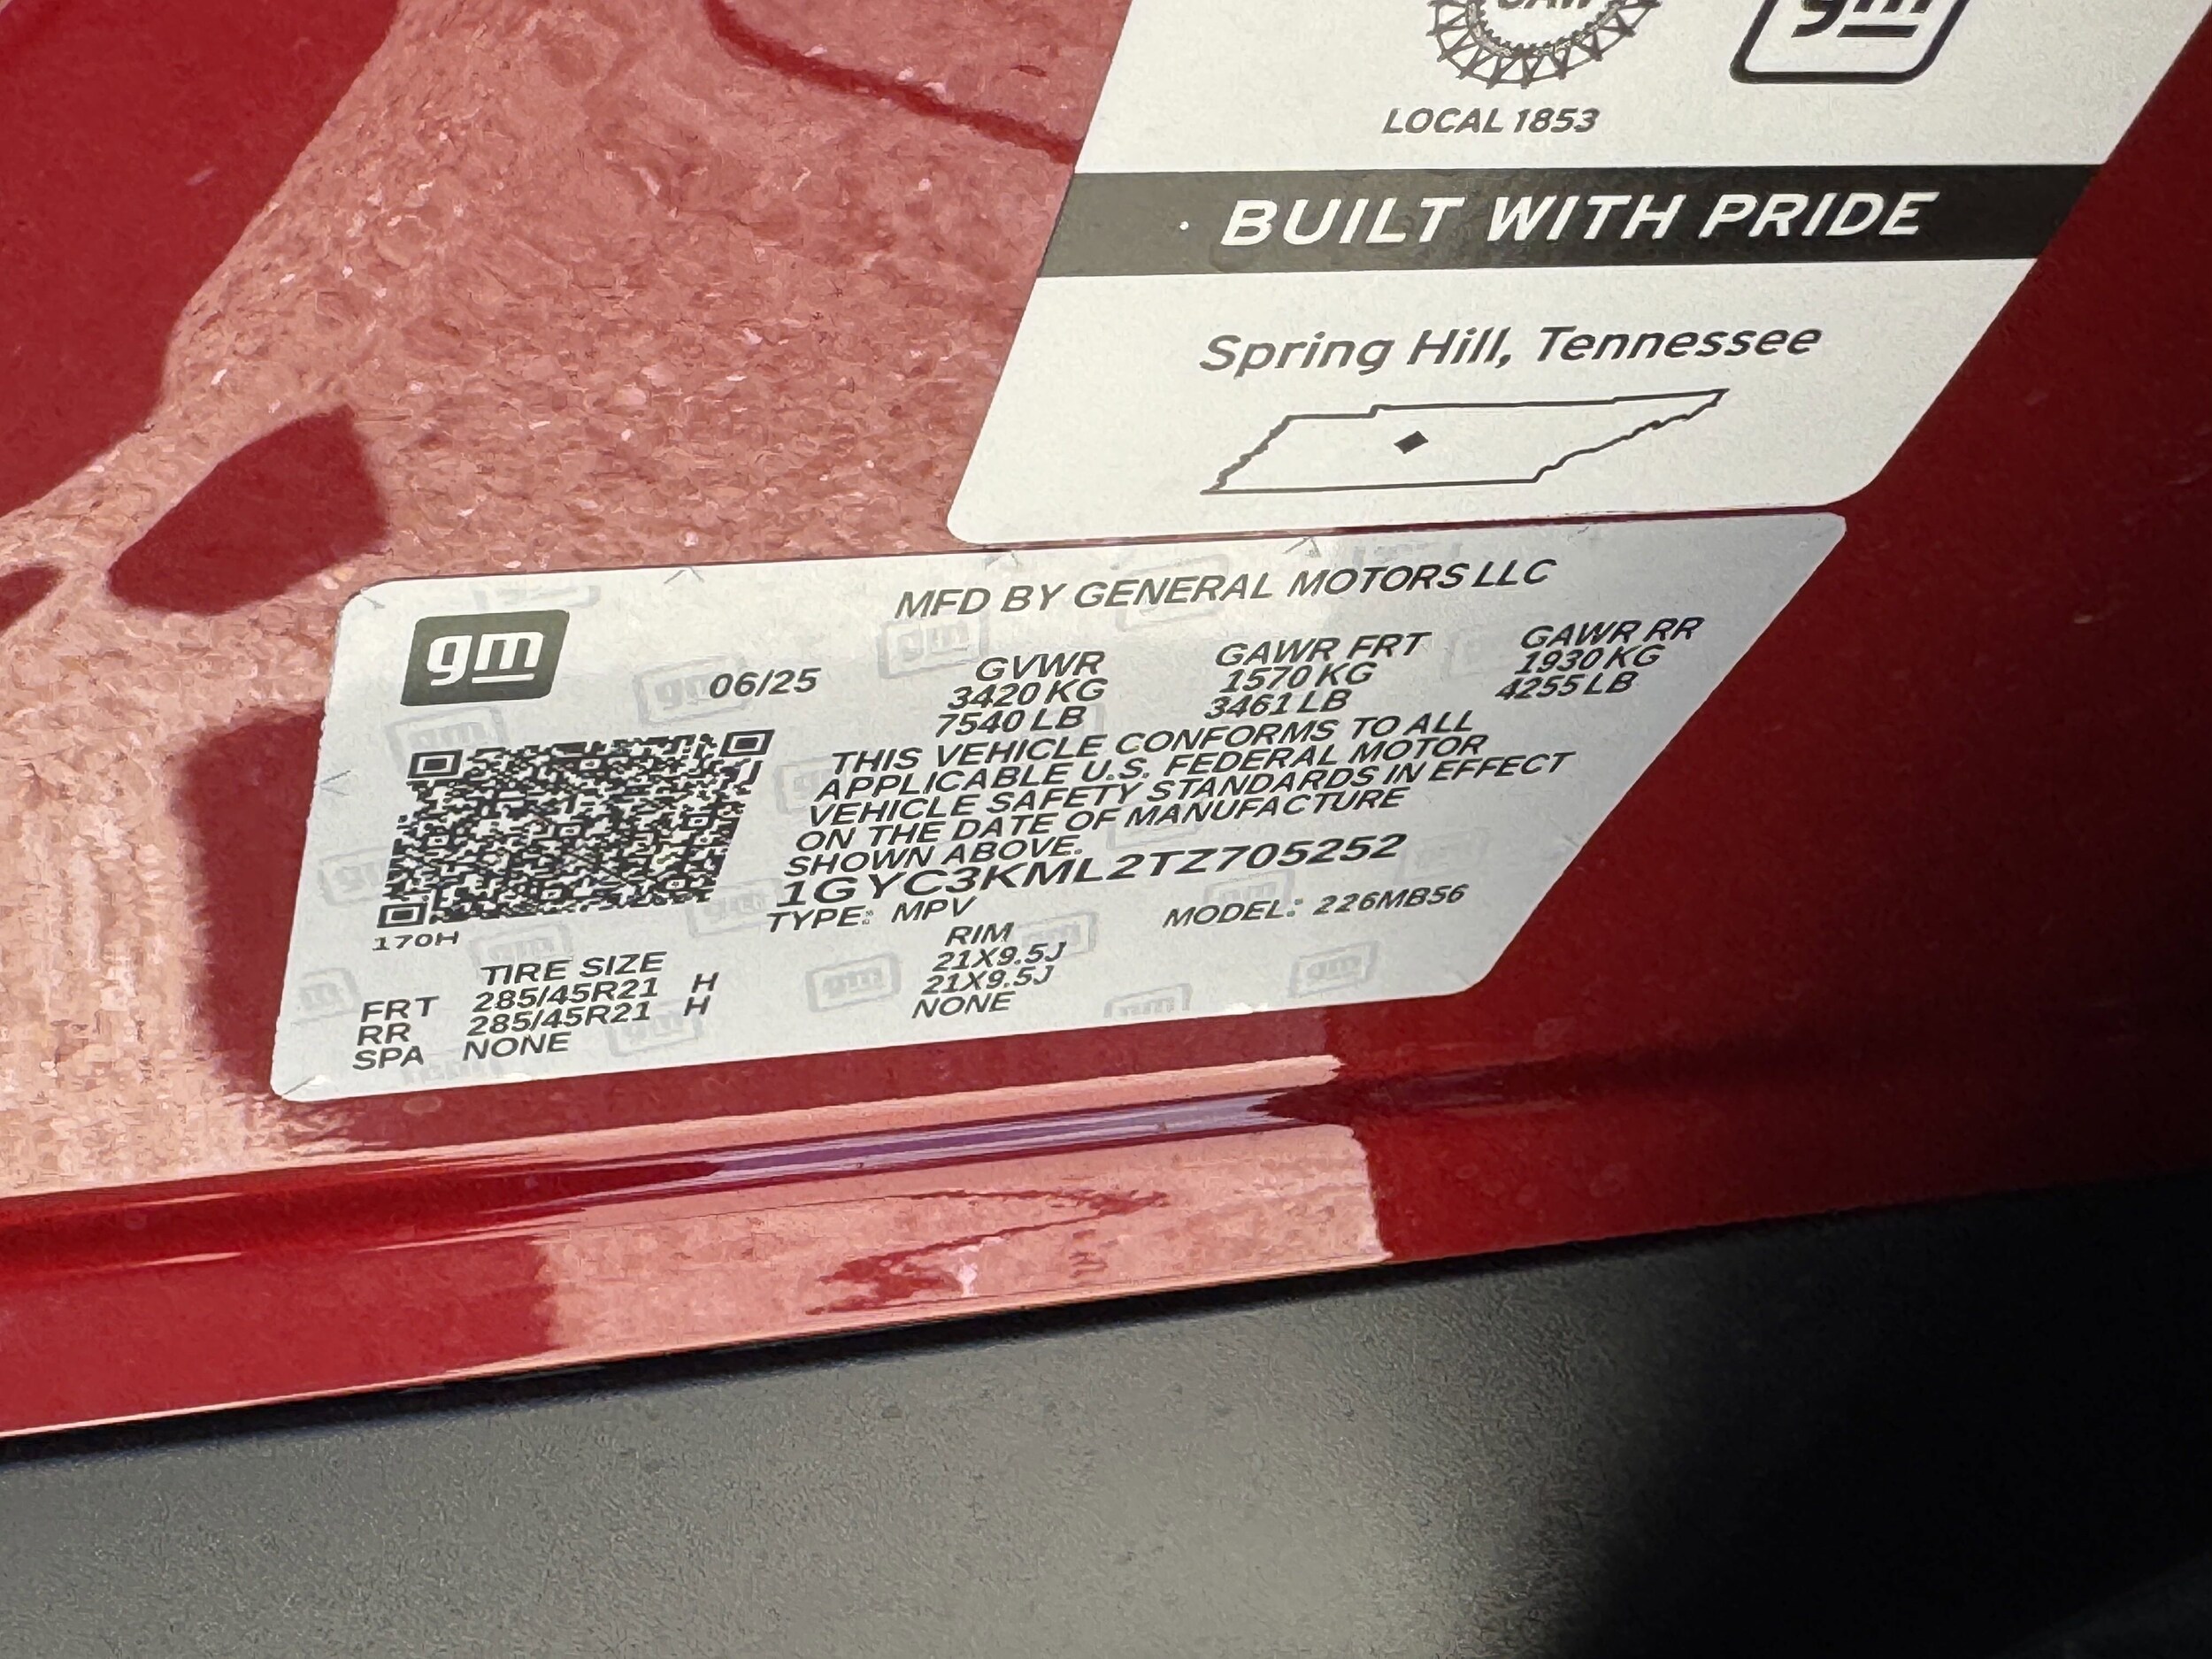 LOCAL 1853
BUILT WITH PRIDE
Spring Hill, Tennessee
gm
MFD BY GENERAL MOTORS LLC
06/25
GVWR GAWR FRT GAWR RR
3420 KG 1570 KG 1930 KG
7540 LB 3461 LB 4255 LB
THIS VEHICLE CONFORMS TO ALL
APPLICABLE U.S. FEDERAL MOTOR
VEHICLE SAFETY STANDARDS IN EFFECT
ON THE DATE OF MANUFACTURE
SHOWN ABOVE.
1GYC3KML2TZ705252
TYPE: MPV MODEL: 226MB56
170H
TIRE SIZE RIM
FRT 285/45R21 H 21X9.5J
RR 285/45R21 H 21X9.5J
SPA NONE NONE